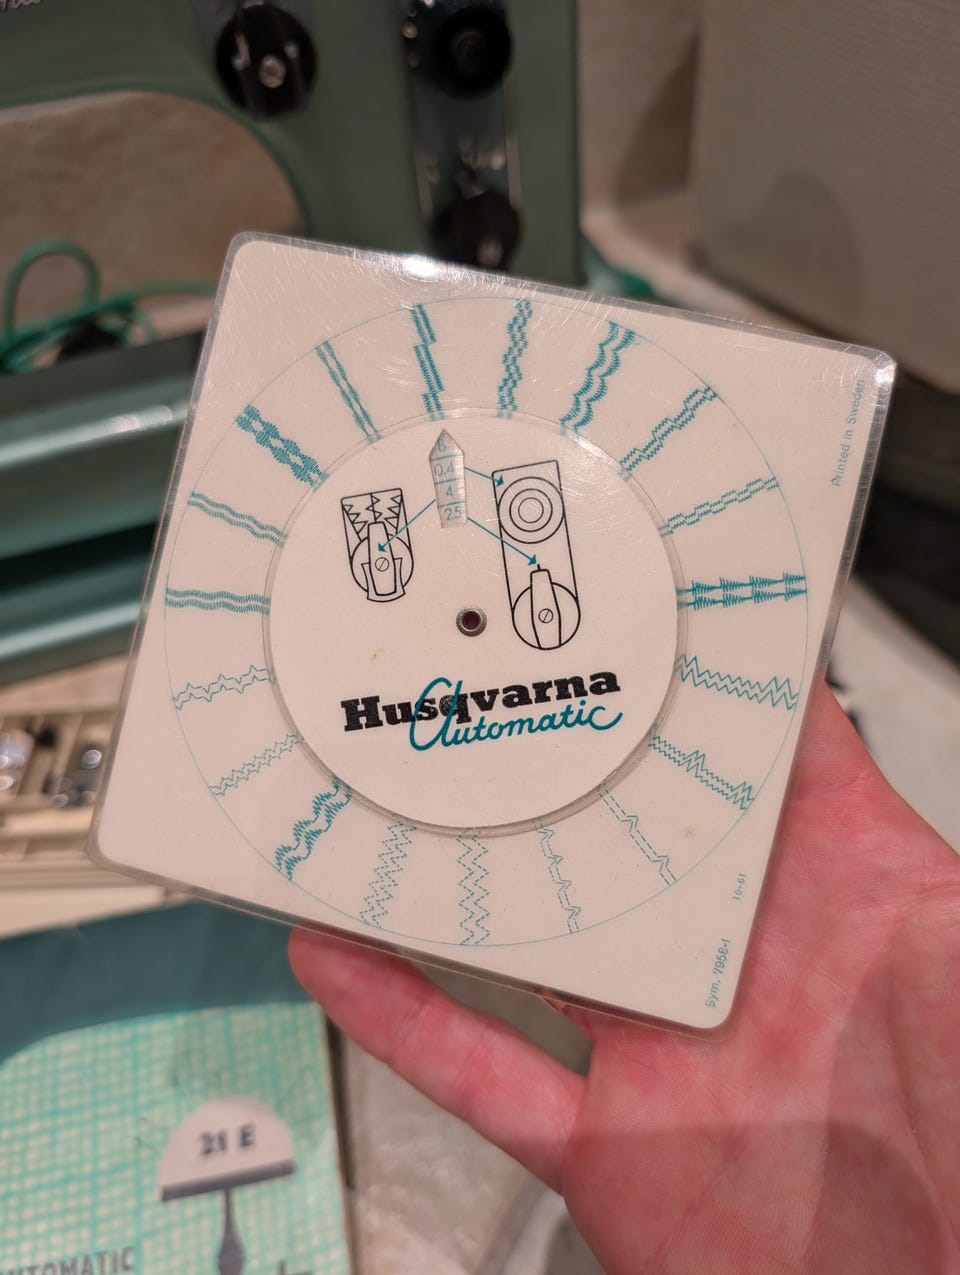 Printed in Sweden
B
0.4
4
2.5
Husqvarna
Automatic
10-61
Sym. 7958-1
21 E
AUTOMATIC